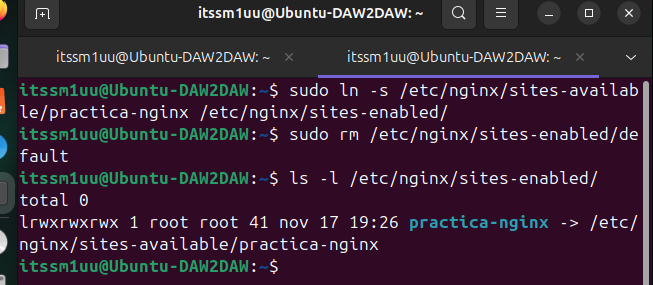 itssm1uu@Ubuntu-DAW2DAW: ~
itssm1uu@Ubuntu-DAW2DAW: ~
itssm1uu@Ubuntu-DAW2DAW: ~
itssm1uu@Ubuntu-DAW2DAW:~$ sudo ln -s /etc/nginx/sites-availab
le/practica-nginx /etc/nginx/sites-enabled/
itssm1uu@Ubuntu-DAW2DAW:~$ sudo rm /etc/nginx/sites-enabled/de
fault
itssm1uu@Ubuntu-DAW2DAW:~$ ls -l /etc/nginx/sites-enabled/
total 0
lrwxrwxrwx 1 root root 41 nov 17 19:26 practica-nginx -> /etc/
nginx/sites-available/practica-nginx
itssm1uu@Ubuntu-DAW2DAW:~$